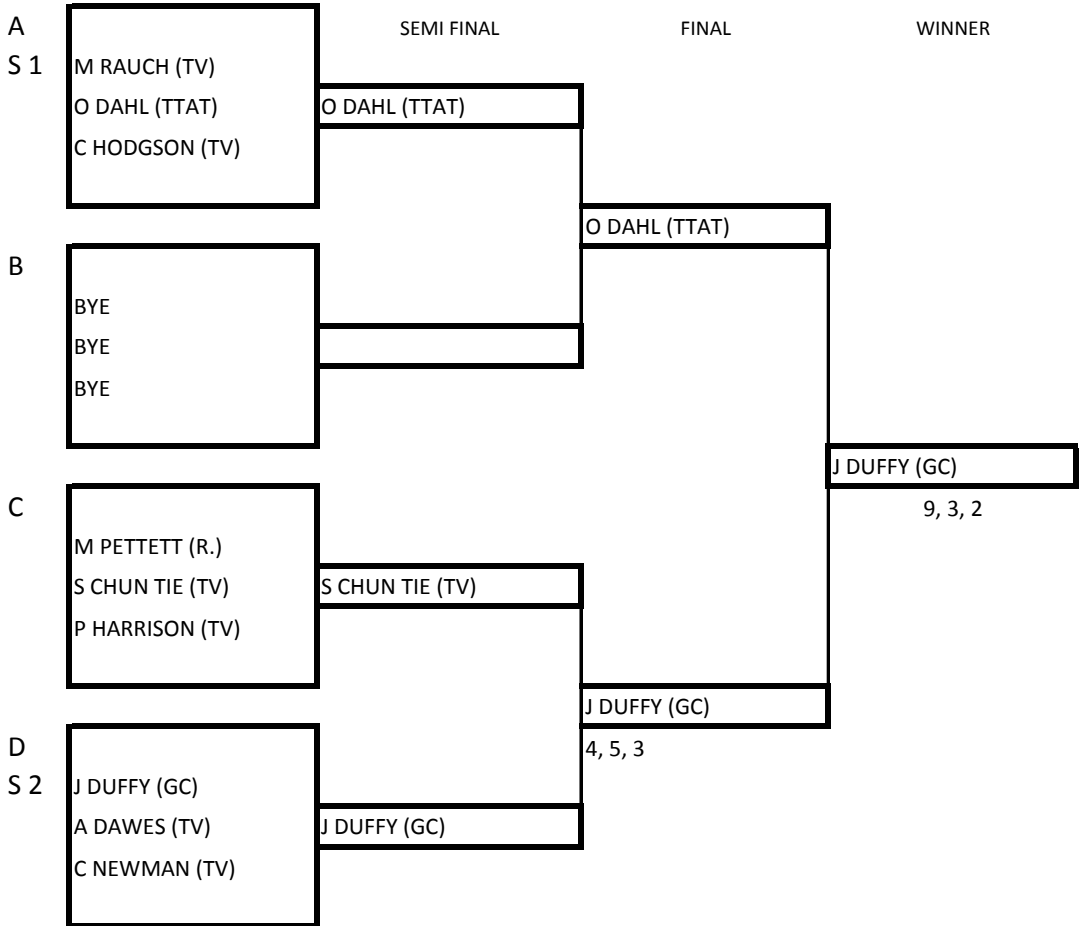 A
SEMI FINAL
FINAL
WINNER
S 1
M RAUCH (TV)
O DAHL (TTAT)
O DAHL (TTAT)
C HODGSON (TV)
O DAHL (TTAT)
B
BYE
BYE
BYE
J DUFFY (GC)
C
9, 3, 2
M PETTETT (R.)
S CHUN TIE (TV)
S CHUN TIE (TV)
P HARRISON (TV)
J DUFFY (GC)
D
4, 5, 3
S 2
J DUFFY (GC)
A DAWES (TV)
J DUFFY (GC)
C NEWMAN (TV)